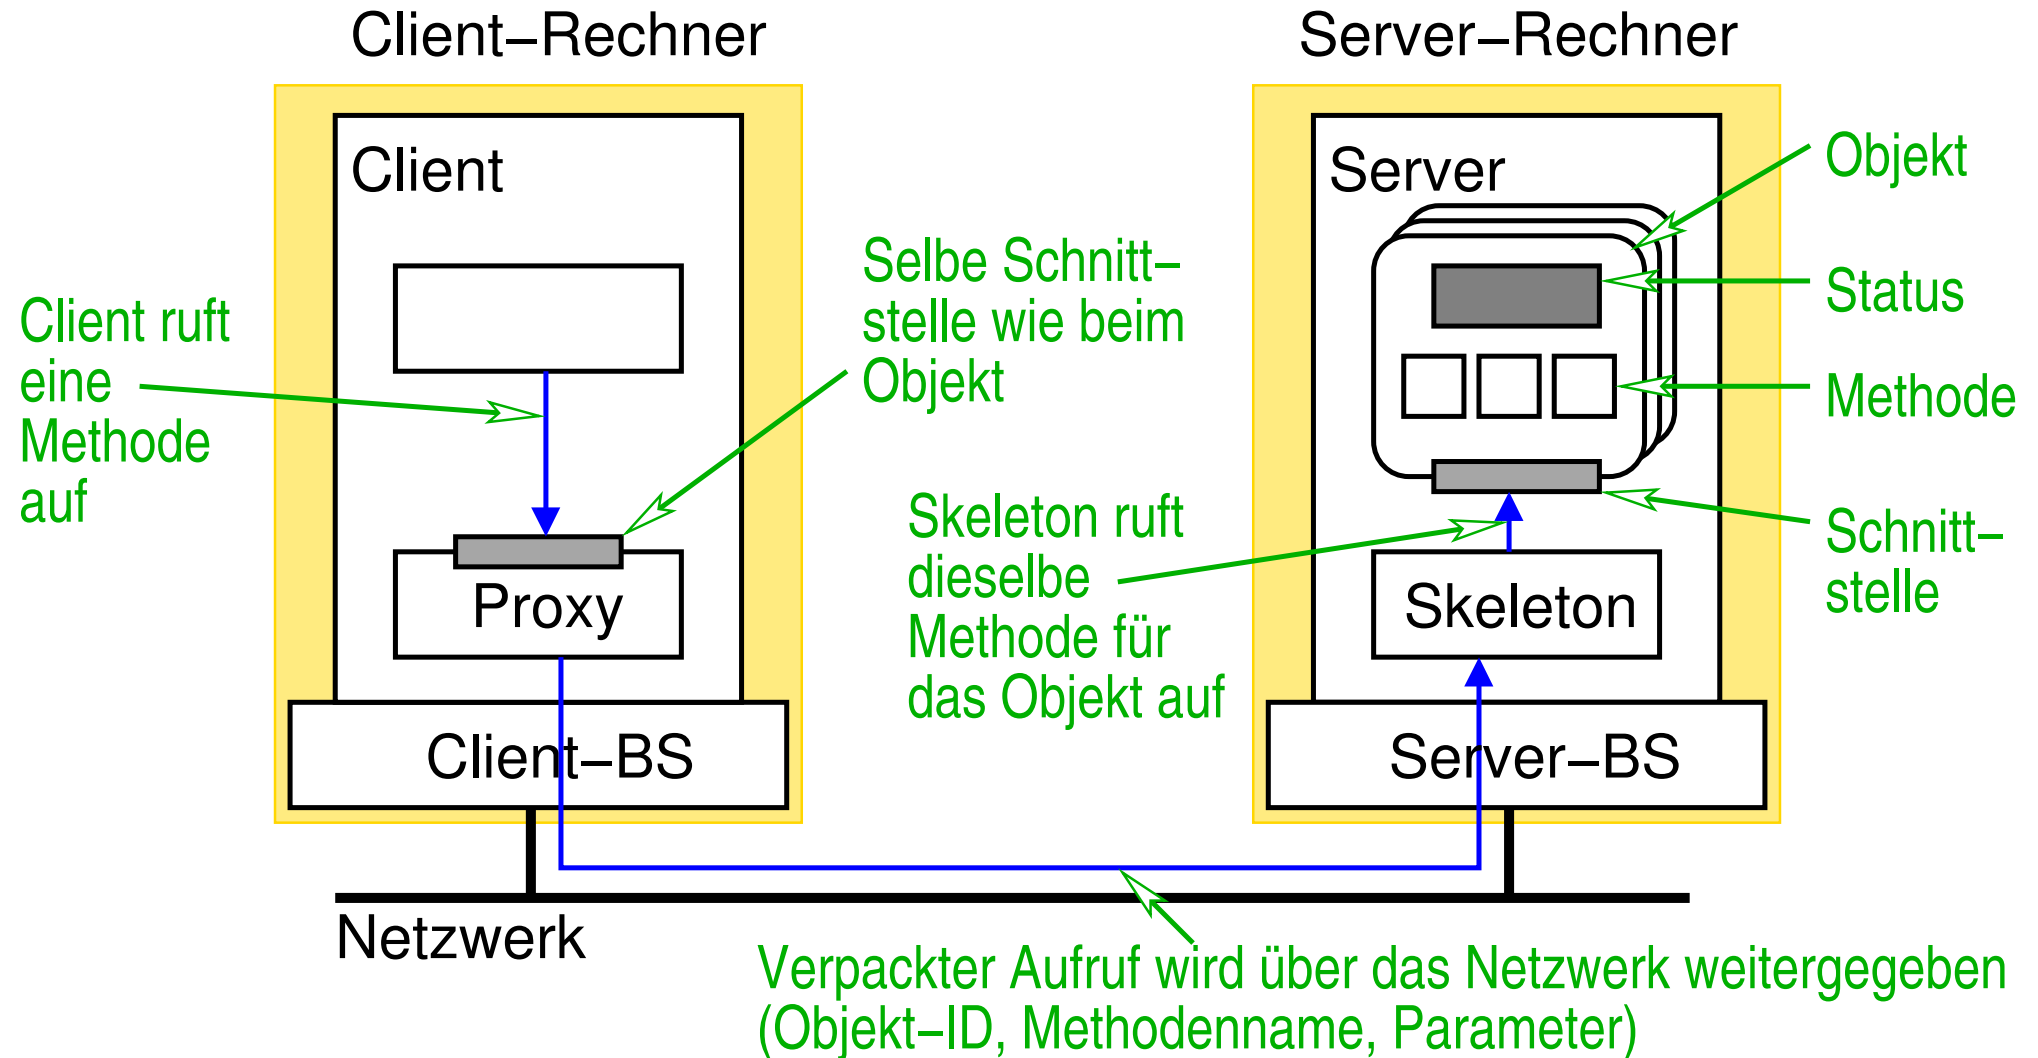 Client–Rechner
Server–Rechner
Client
Server
Objekt
Status
Methode
Schnitt–
stelle
Selbe Schnitt–
stelle wie beim
Objekt
Client ruft
eine
Methode
auf
Skeleton ruft
dieselbe
Methode für
das Objekt auf
Proxy
Skeleton
Client–BS
Server–BS
Netzwerk
Verpackter Aufruf wird über das Netzwerk weitergegeben
(Objekt–ID, Methodenname, Parameter)